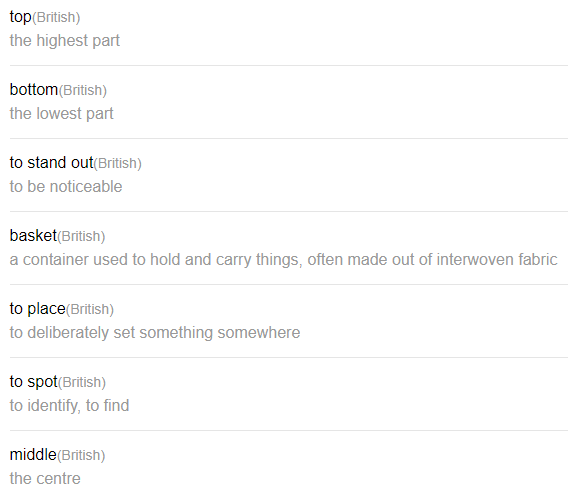 top(British)
the highest part
bottom(British)
the lowest part
to stand out(British)
to be noticeable
basket(British)
a container used to hold and carry things, often made out of interwoven fabric
to place(British)
to deliberately set something somewhere
to spot(British)
to identify, to find
middle(British)
the centre